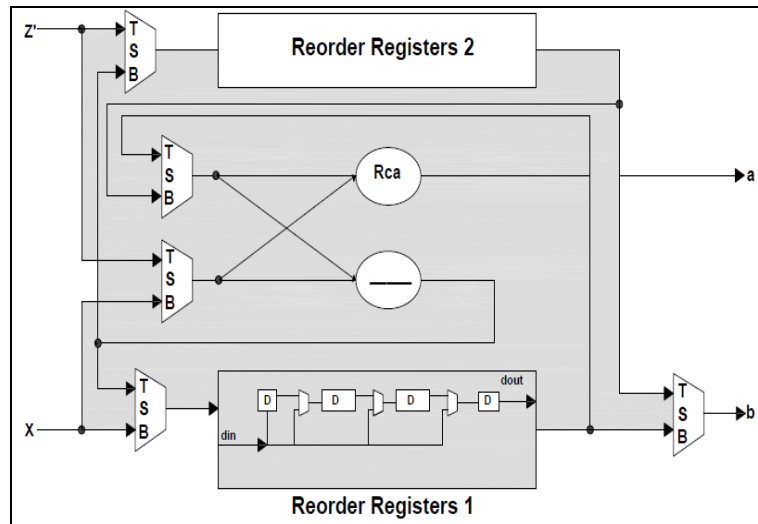 Z'
T
S
B
Reorder Registers 2
T
S
B
Rca
a
T
S
B
T
S
B
X
D
D
D
D
dout
din
T
S
B
b
Reorder Registers 1